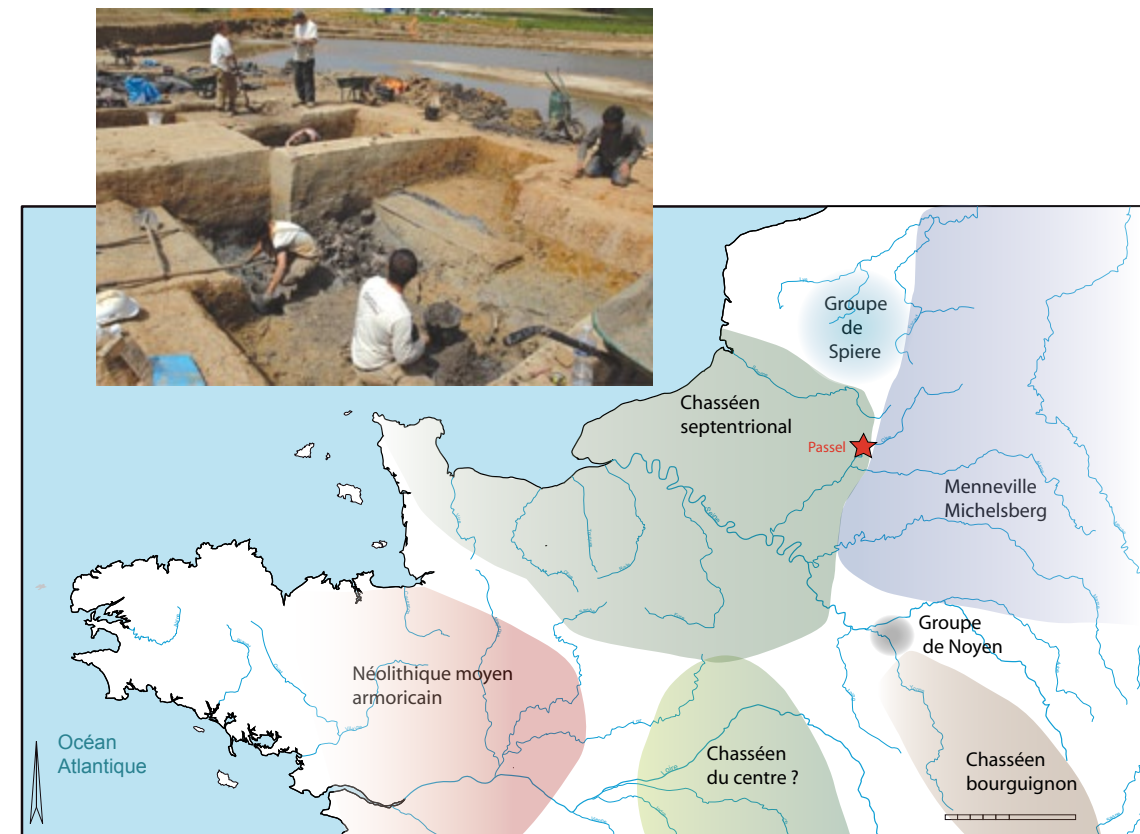 Groupe
de
Spiere
Chasséen
septentrional
Passel
Menneville
Michelsberg
Groupe
de Noyen
Néolithique moyen
armoricain
Océan
Atlantique
Chasséen
du centre ?
Chasséen
bourguignon